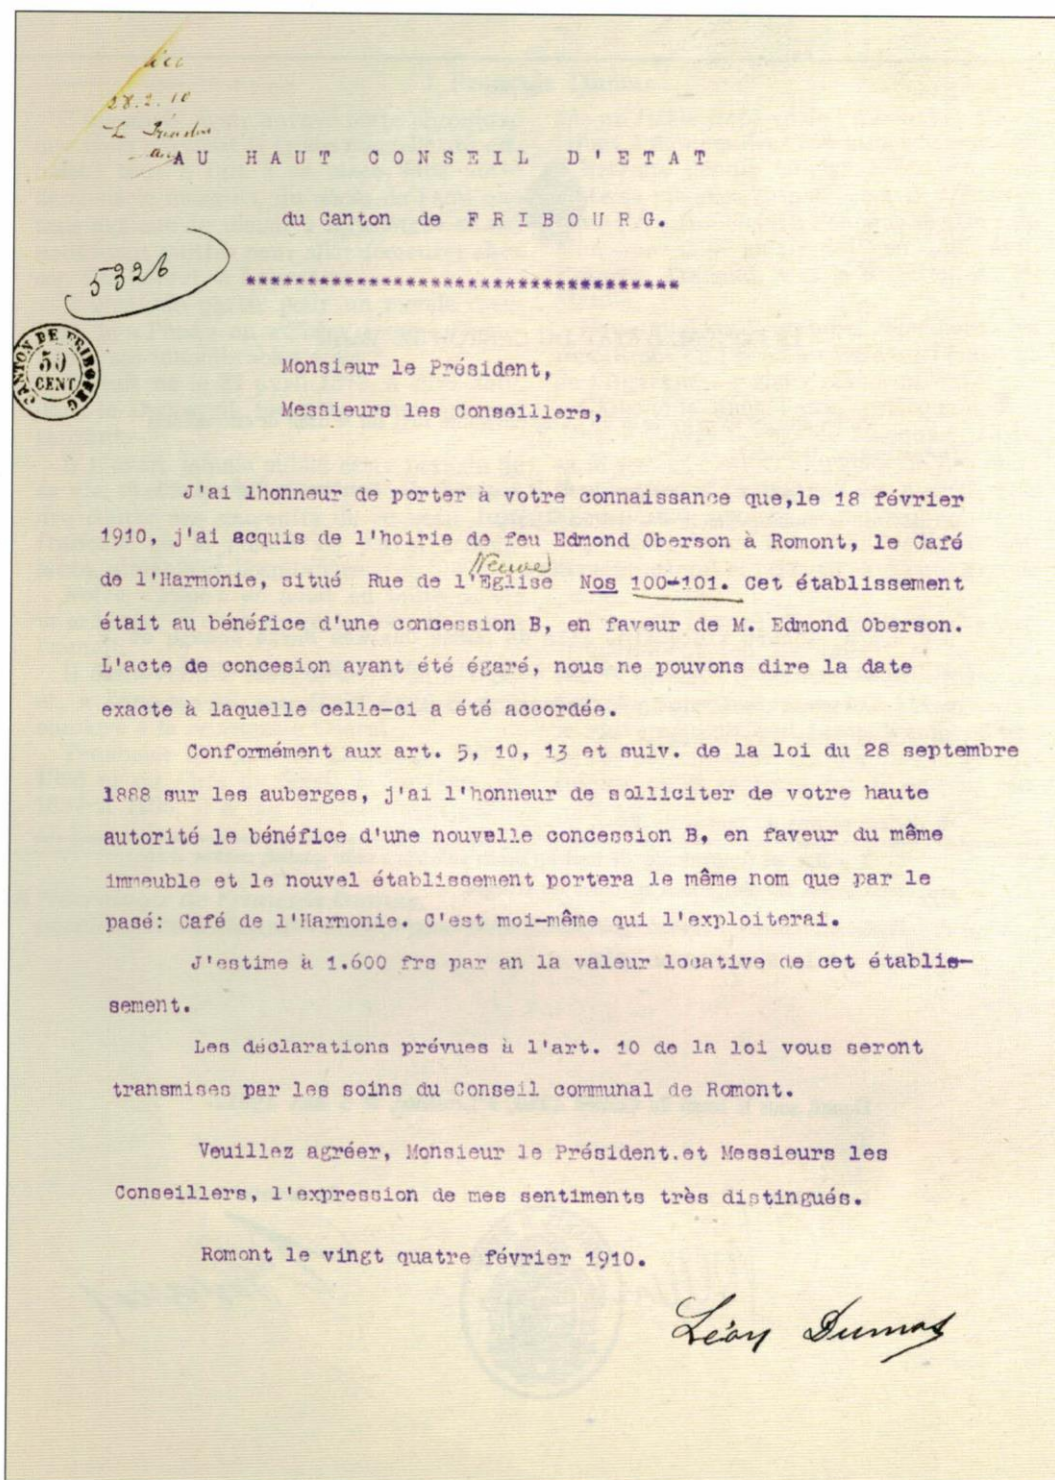 28.2.10
AU HAUT CONSEIL D'ETAT
du Canton de FRIBOURG.
5326
************************************
CANTON DE FRIBOURG
50
CENT
Monsieur le Président,
Messieurs les Conseillers,
J'ai lhonneur de porter à votre connaissance que,le 18 février
1910, j'ai acquis de l'hoirie de feu Edmond Oberson à Romont, le Café
Neuve
de l'Harmonie, situé Rue de l'Eglise Nos 100-101. Cet établissement
était au bénéfice d'une concession B, en faveur de M. Edmond Oberson.
L'acte de concesion ayant été égaré, nous ne pouvons dire la date
exacte à laquelle celle-ci a été accordée.
Conformément aux art. 5, 10, 13 et suiv. de la loi du 28 septembre
1888 sur les auberges, j'ai l'honneur de solliciter de votre haute
autorité le bénéfice d'une nouvelle concession B, en faveur du même
immeuble et le nouvel établissement portera le même nom que par le
pasé: Café de l'Harmonie. C'est moi-même qui l'exploiterai.
J'estime à 1.600 frs par an la valeur locative de cet établis-
sement.
Les déclarations prévues à l'art. 10 de la loi vous seront
transmises par les soins du Conseil communal de Romont.
Veuillez agréer, Monsieur le Président.et Messieurs les
Conseillers, l'expression de mes sentiments très distingués.
Romont le vingt quatre février 1910.
Léon Dumas